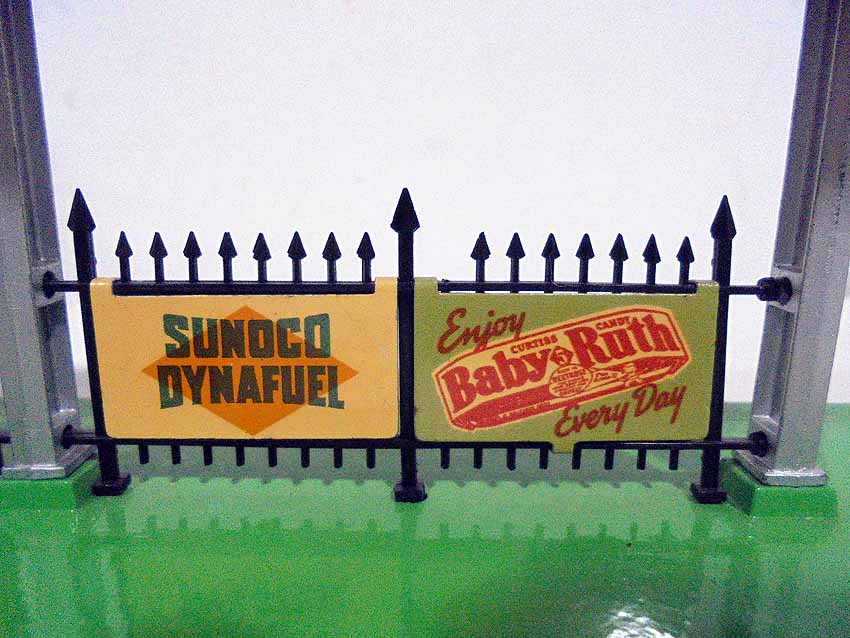 SUNOCO
DYNAFUEL
Enjoy
CURTISS CANDY
Baby Ruth
Every Day